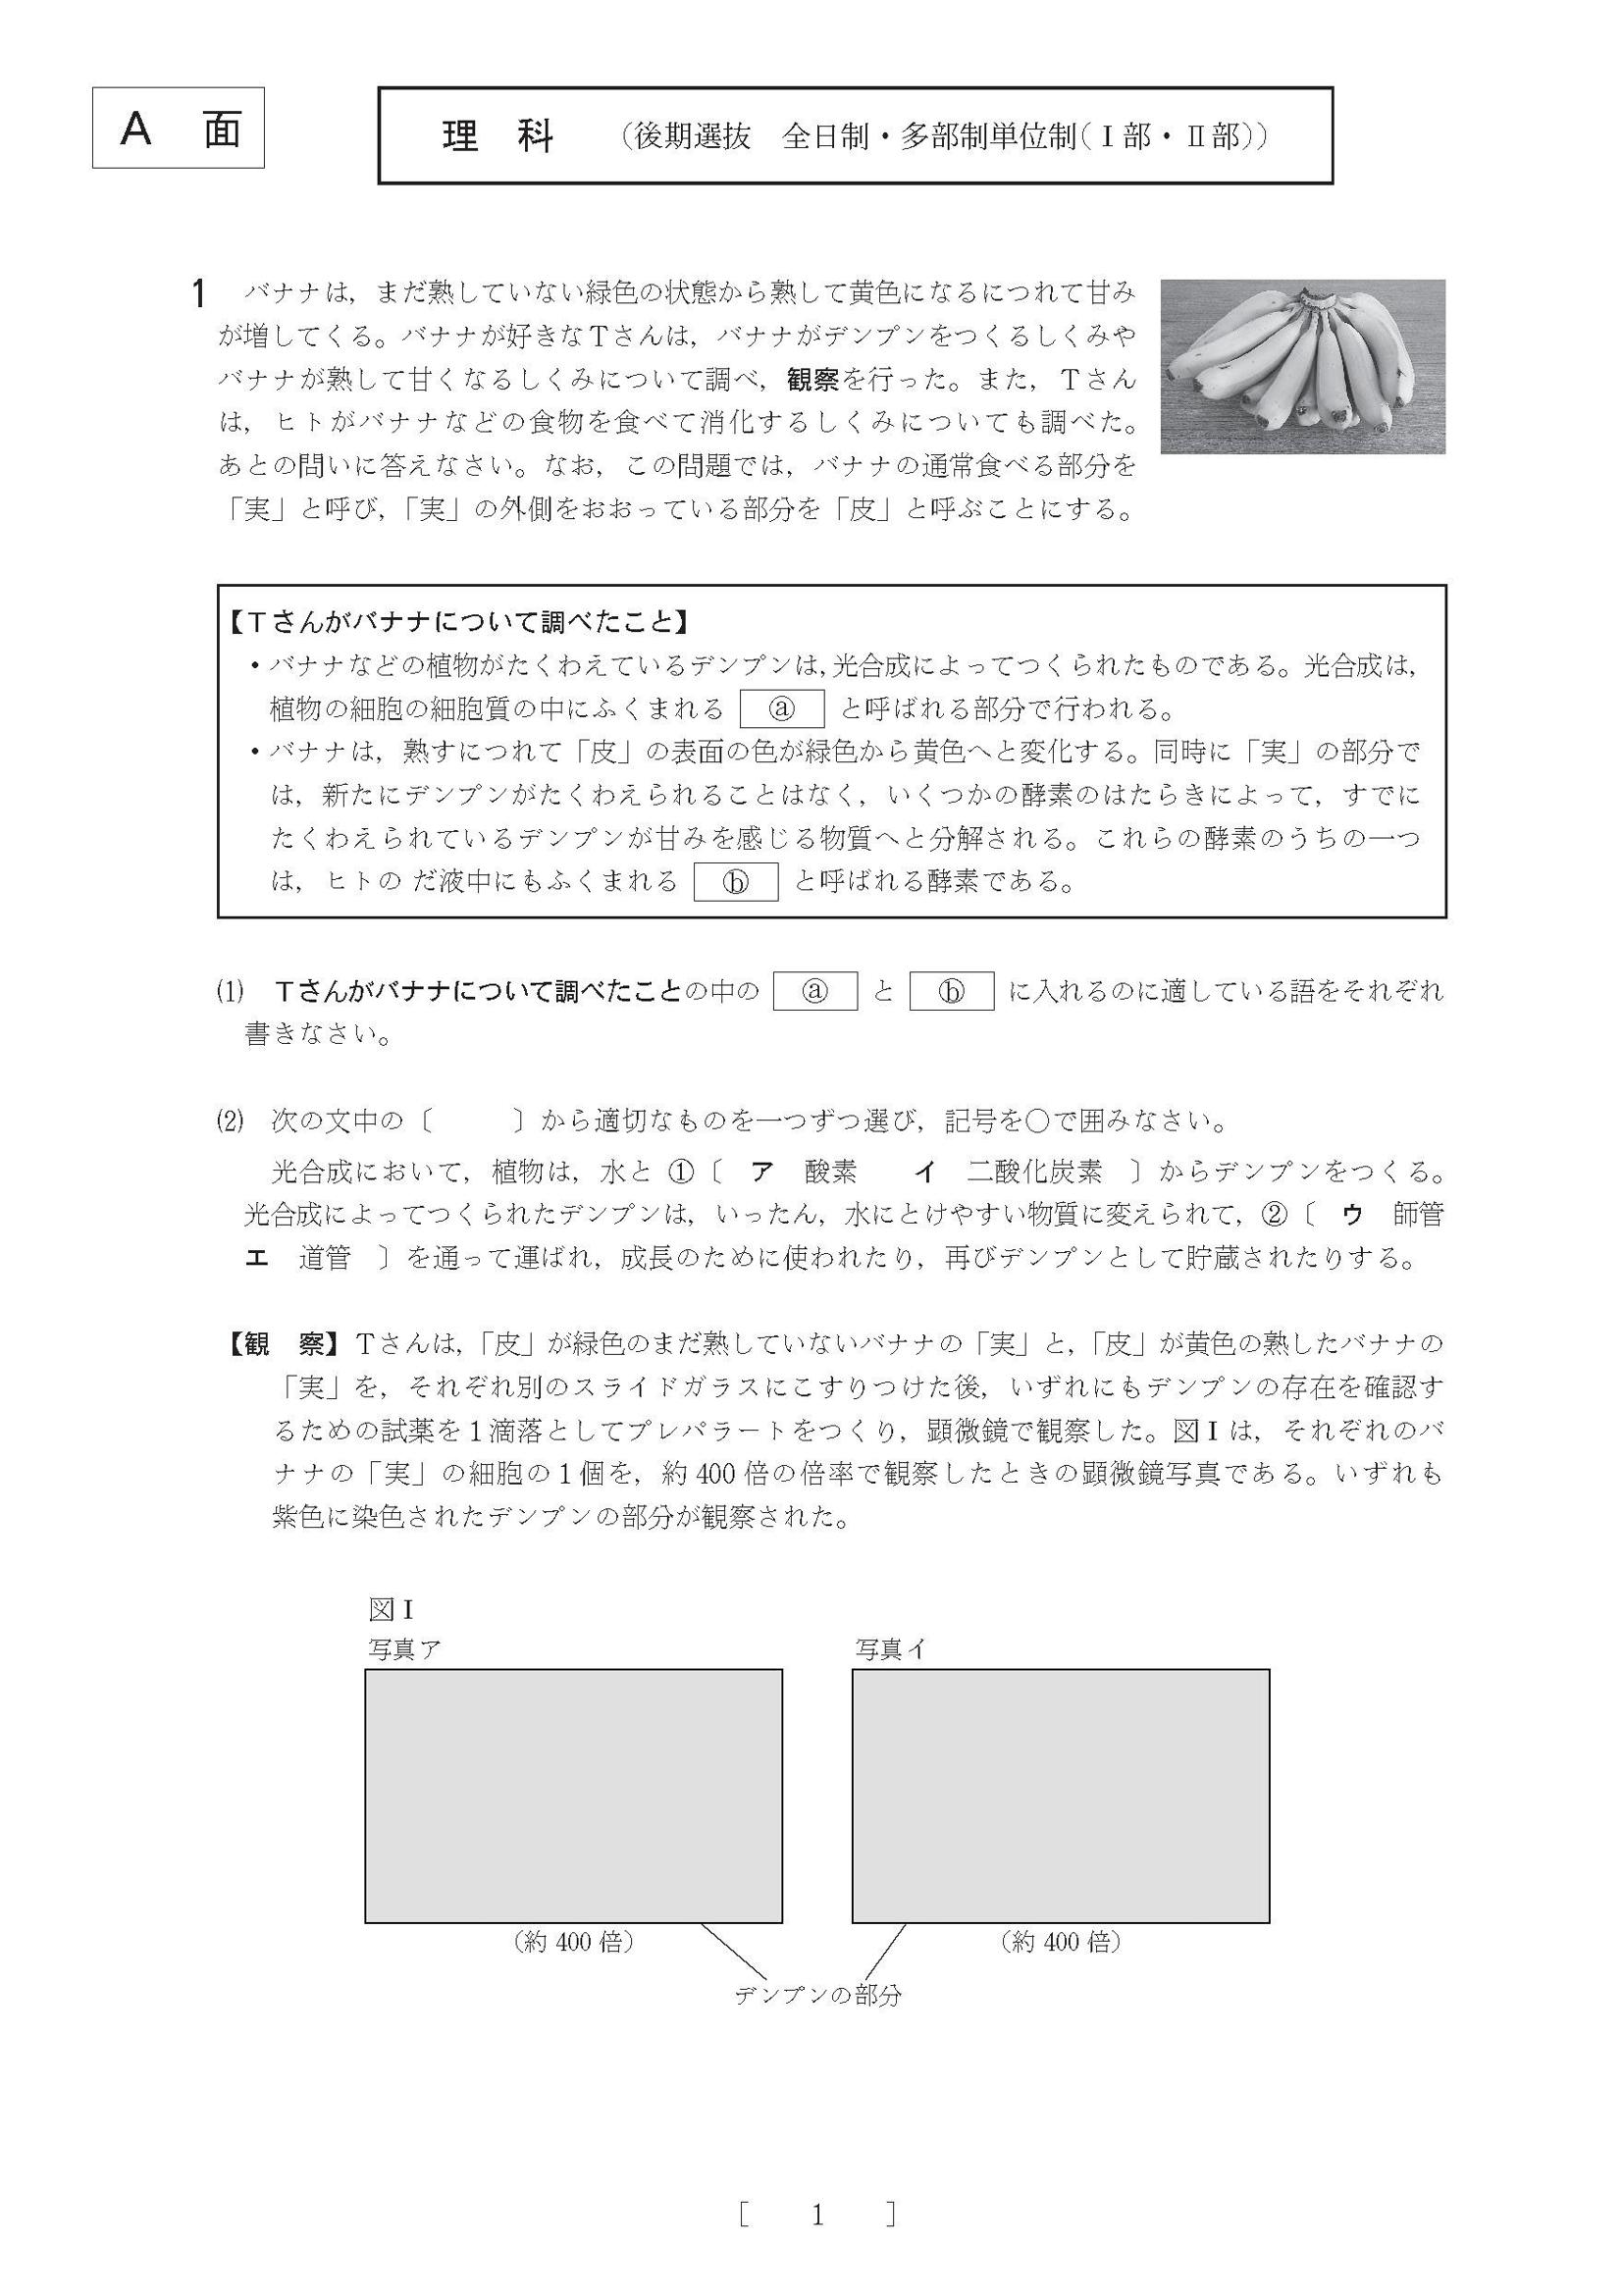 A 面
理 科 （後期選抜 全日制・多部制単位制(Ⅰ部・Ⅱ部)）
1 バナナは，まだ熟していない緑色の状態から熟して黄色になるにつれて甘み
が増してくる。バナナが好きなＴさんは，バナナがデンプンをつくるしくみや
バナナが熟して甘くなるしくみについて調べ，観察を行った。また，Ｔさん
は，ヒトがバナナなどの食物を食べて消化するしくみについても調べた。
あとの問いに答えなさい。なお，この問題では，バナナの通常食べる部分を
「実」と呼び，「実」の外側をおおっている部分を「皮」と呼ぶことにする。
【Ｔさんがバナナについて調べたこと】
・バナナなどの植物がたくわえているデンプンは，光合成によってつくられたものである。光合成は，
植物の細胞の細胞質の中にふくまれる ⓐ と呼ばれる部分で行われる。
・バナナは，熟すにつれて「皮」の表面の色が緑色から黄色へと変化する。同時に「実」の部分で
は，新たにデンプンがたくわえられることはなく，いくつかの酵素のはたらきによって，すでに
たくわえられているデンプンが甘みを感じる物質へと分解される。これらの酵素のうちの一つ
は，ヒトの だ液中にもふくまれる ⓑ と呼ばれる酵素である。
(1) Ｔさんがバナナについて調べたことの中の ⓐ と ⓑ に入れるのに適している語をそれぞれ
書きなさい。
(2) 次の文中の〔 〕から適切なものを一つずつ選び，記号を○で囲みなさい。
光合成において，植物は，水と ①〔 ア 酸素 イ 二酸化炭素 〕からデンプンをつくる。
光合成によってつくられたデンプンは，いったん，水にとけやすい物質に変えられて，②〔 ウ 師管
エ 道管 〕を通って運ばれ，成長のために使われたり，再びデンプンとして貯蔵されたりする。
【観 察】Ｔさんは，「皮」が緑色のまだ熟していないバナナの「実」と，「皮」が黄色の熟したバナナの
「実」を，それぞれ別のスライドガラスにこすりつけた後，いずれにもデンプンの存在を確認す
るための試薬を１滴落としてプレパラートをつくり，顕微鏡で観察した。図Ⅰは，それぞれのバ
ナナの「実」の細胞の１個を，約 400 倍の倍率で観察したときの顕微鏡写真である。いずれも
紫色に染色されたデンプンの部分が観察された。
図Ⅰ
写真ア 写真イ
（約 400 倍） （約 400 倍）
デンプンの部分
［ 1 ］